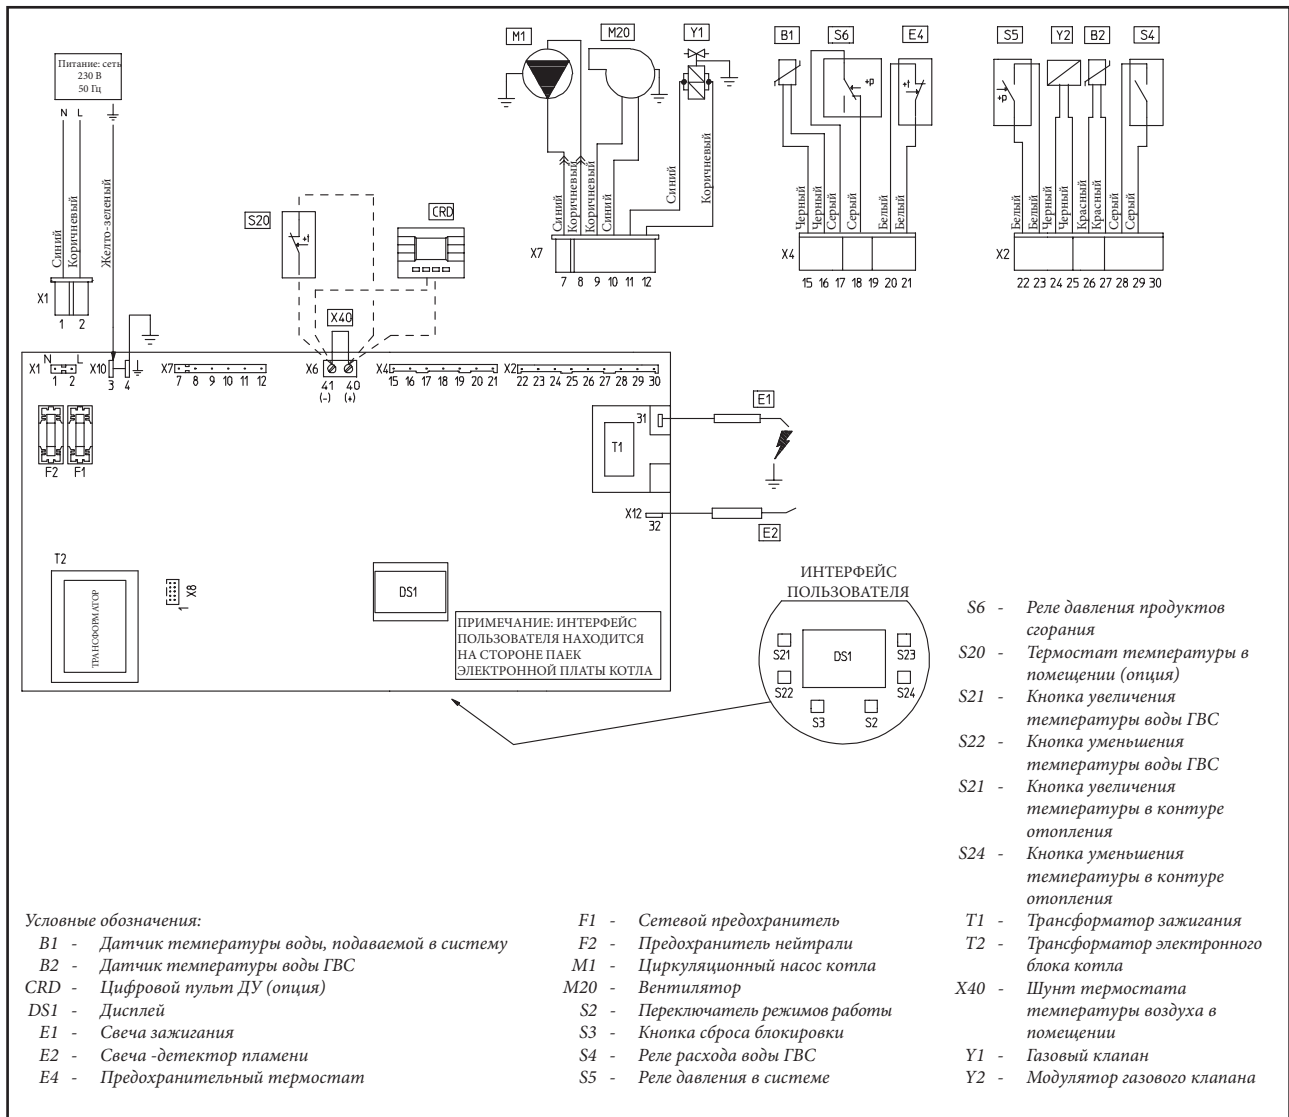 Питание: сеть
230 В
50 Гц
N L
Синий
Коричневый
Желто-зеленый
X1
1 2
S20
+t
CRD
X40
M1
M20
Y1
Синий
Коричневый
Коричневый
Синий
Синий
Коричневый
X7
7 8 9 10 11 12
B1
S6
E4
+p
+t
Черный
Черный
Серый
Серый
Белый
Белый
X4
15 16 17 18 19 20 21
S5
Y2
B2
S4
+p
Белый
Белый
Черный
Черный
Красный
Красный
Серый
Серый
X2
22 23 24 25 26 27 28 29 30
X1
N L
1 2
X10
3 4
X7
7 8 9 10 11 12
X6
41 40
(-) (+)
X4
15 16 17 18 19 20 21
X2
22 23 24 25 26 27 28 29 30
F2 F1
31
T1
E1
X12
32
E2
T2
ТРАНСФОРМАТОР
1 X8
DS1
ПРИМЕЧАНИЕ: ИНТЕРФЕЙС
ПОЛЬЗОВАТЕЛЯ НАХОДИТСЯ
НА СТОРОНЕ ПАЕК
ЭЛЕКТРОННОЙ ПЛАТЫ КОТЛА
ИНТЕРФЕЙС
ПОЛЬЗОВАТЕЛЯ
S21
DS1
S23
S22
S24
S3
S2
Условные обозначения:
B1 - Датчик температуры воды, подаваемой в систему
B2 - Датчик температуры воды ГВС
CRD - Цифровой пульт ДУ (опция)
DS1 - Дисплей
E1 - Свеча зажигания
E2 - Свеча -детектор пламени
E4 - Предохранительный термостат
F1 - Сетевой предохранитель
F2 - Предохранитель нейтрали
M1 - Циркуляционный насос котла
M20 - Вентилятор
S2 - Переключатель режимов работы
S3 - Кнопка сброса блокировки
S4 - Реле расхода воды ГВС
S5 - Реле давления в системе
S6 - Реле давления продуктов
сгорания
S20 - Термостат температуры в
помещении (опция)
S21 - Кнопка увеличения
температуры воды ГВС
S22 - Кнопка уменьшения
температуры воды ГВС
S21 - Кнопка увеличения
температуры в контуре
отопления
S24 - Кнопка уменьшения
температуры в контуре
отопления
T1 - Трансформатор зажигания
T2 - Трансформатор электронного
блока котла
X40 - Шунт термостата
температуры воздуха в
помещении
Y1 - Газовый клапан
Y2 - Модулятор газового клапана